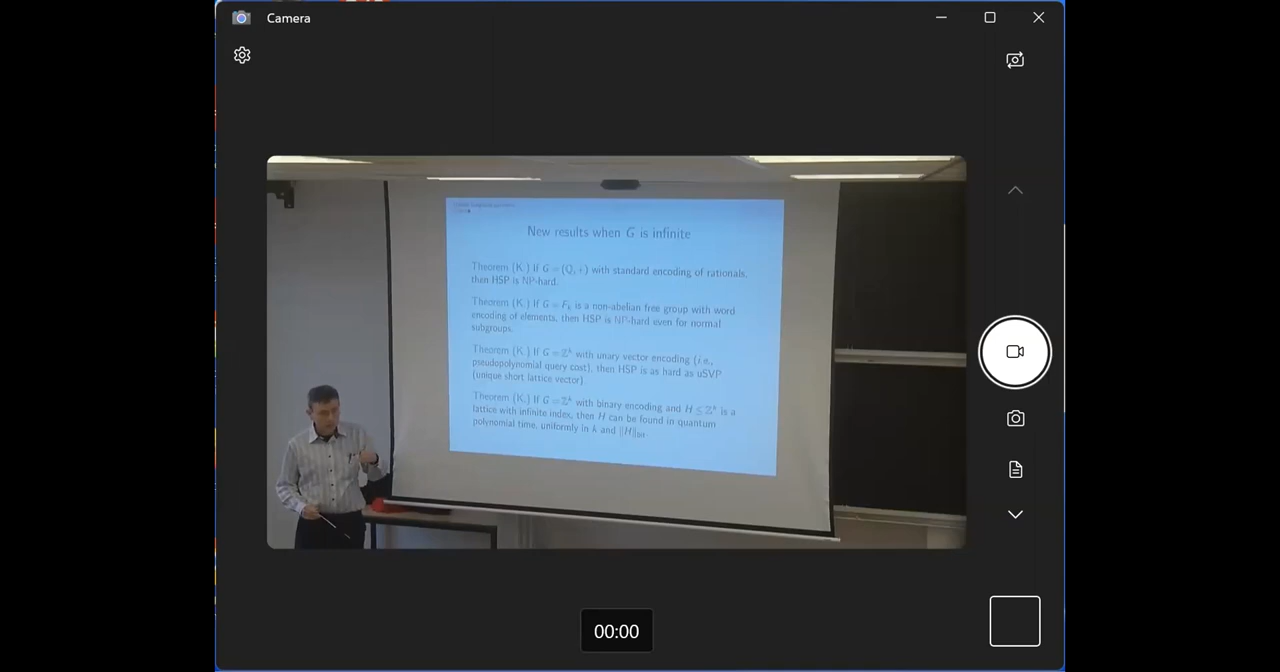 Camera
New results when G is infinite
Theorem (K.) If G = (Q, +) with standard encoding of rationals,
then HSP is NP-hard.
Theorem (K.) If G = F_k is a non-abelian free group with word
encoding of elements, then HSP is NP-hard even for normal
subgroups.
Theorem (K.) If G = ℤ^k with unary vector encoding (i.e.,
pseudopolynomial query cost), then HSP is as hard as uSVP
(unique short lattice vector).
Theorem (K.) If G = ℤ^k with binary encoding and H ≤ ℤ^k is a
lattice with infinite index, then H can be found in quantum
polynomial time, uniformly in k and ‖H‖_bit.
00:00